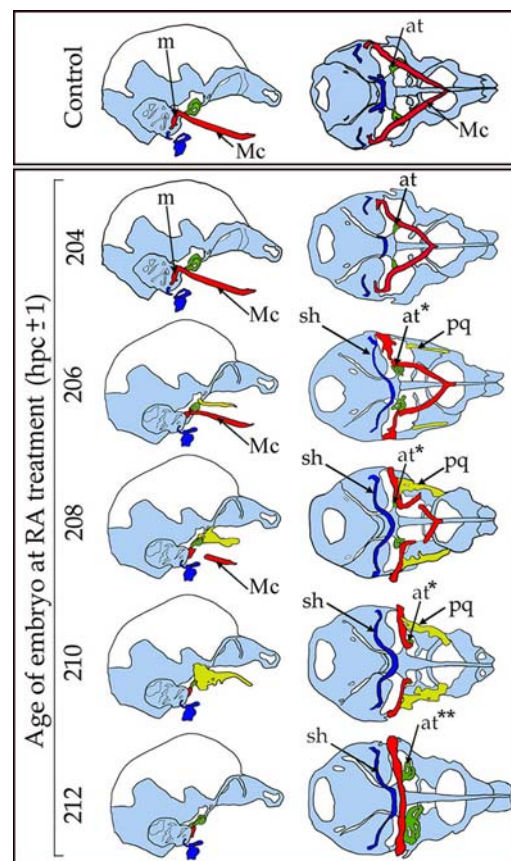 Control
m
Mc
at
Mc
Age of embryo at RA treatment (hpc ± 1)
204
m
Mc
at
206
Mc
sh
at*
pq
208
Mc
sh
at*
pq
210
sh
at*
pq
212
sh
at**